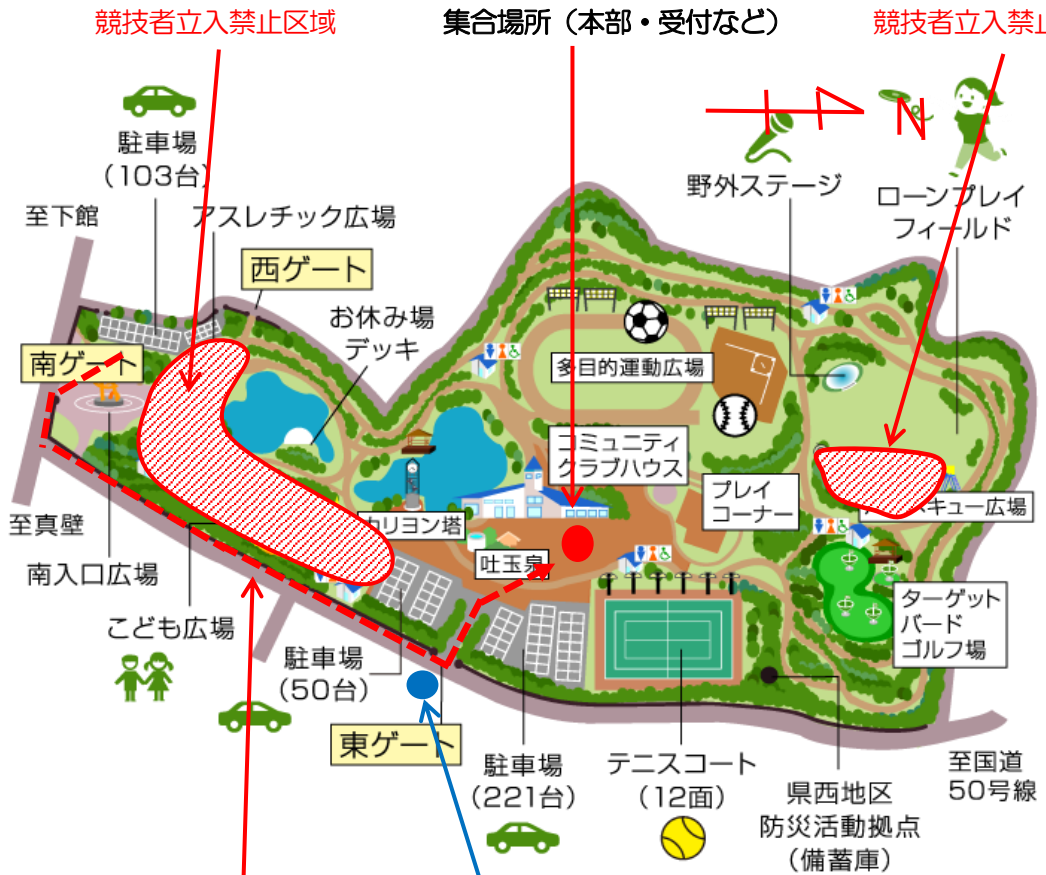 競技者立入禁止区域
集合場所（本部・受付など）
競技者立入禁止
N
駐車場
(103台)
野外ステージ
ローンプレイ
フィールド
至下館
アスレチック広場
西ゲート
お休み場
デッキ
南ゲート
多目的運動広場
コミュニティ
クラブハウス
プレイ
コーナー
至真壁
カリヨン塔
キュー広場
吐玉泉
南入口広場
こども広場
ターゲット
バード
ゴルフ場
駐車場
(50台)
東ゲート
駐車場
(221台)
テニスコート
(12面)
県西地区
防災活動拠点
(備蓄庫)
至国道
50号線